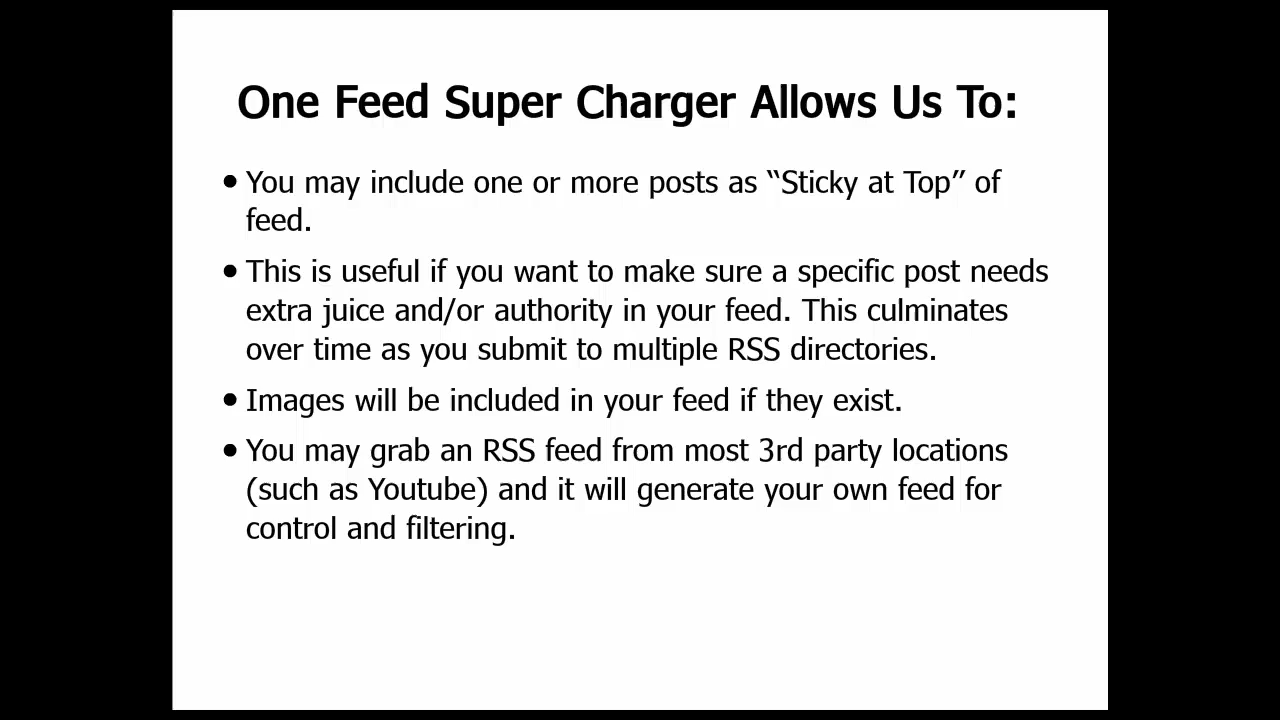 One Feed Super Charger Allows Us To:
• You may include one or more posts as “Sticky at Top” of
feed.
• This is useful if you want to make sure a specific post needs
extra juice and/or authority in your feed. This culminates
over time as you submit to multiple RSS directories.
• Images will be included in your feed if they exist.
• You may grab an RSS feed from most 3rd party locations
(such as Youtube) and it will generate your own feed for
control and filtering.